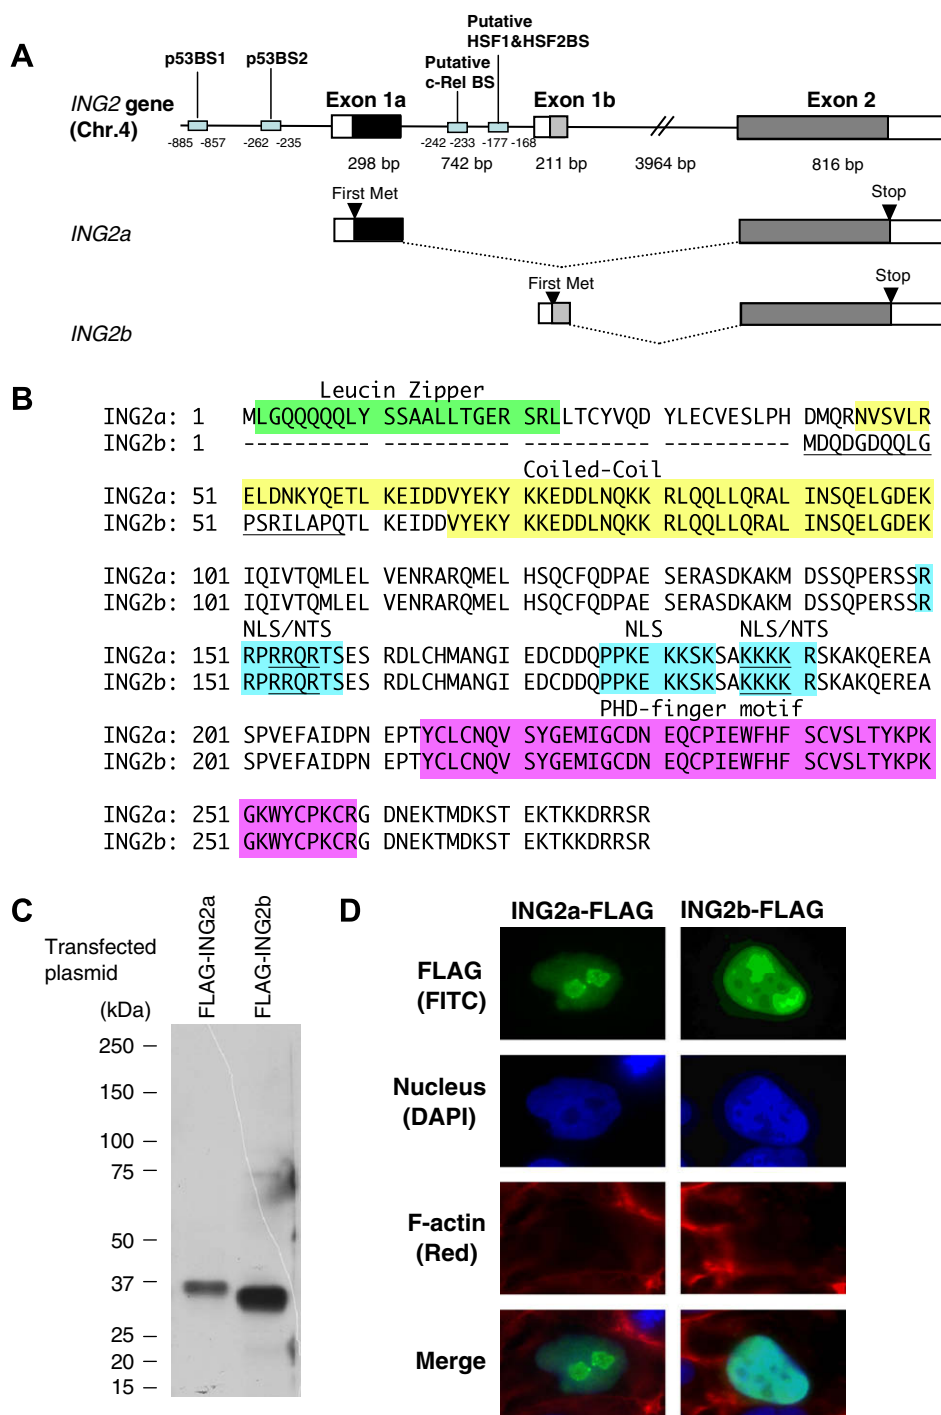 A
Putative
HSF1&HSF2BS
p53BS1
p53BS2
Putative
c-Rel BS
ING2 gene
(Chr.4)
Exon 1a
Exon 1b
Exon 2
-885 -857
-262 -235
-242 -233
-177 -168
298 bp
742 bp
211 bp
3964 bp
816 bp
First Met
Stop
ING2a
First Met
Stop
ING2b
B
Leucin Zipper
ING2a: 1 MLGQQQQQLY SSAALLTGER SRLLTCYVQD YLECVESLPH DMQRNVSVLR
ING2b: 1 ---------- ---------- ---------- ---------- MDQDGDQQLG
Coiled-Coil
ING2a: 51 ELDNKYQETL KEIDDVYEKY KKEDDLNQKK RLQQLLQRAL INSQELGDEK
ING2b: 51 PSRILAPQTL KEIDDVYEKY KKEDDLNQKK RLQQLLQRAL INSQELGDEK
ING2a: 101 IQIVTQMLEL VENRARQMEL HSQCFQDPAE SERASDKAKM DSSQPERSSR
ING2b: 101 IQIVTQMLEL VENRARQMEL HSQCFQDPAE SERASDKAKM DSSQPERSSR
NLS/NTS NLS NLS/NTS
ING2a: 151 RPRRQRTSES RDLCHMANGI EDCDDQPPKE KKSKSAKKKK RSKAKQEREA
ING2b: 151 RPRRQRTSES RDLCHMANGI EDCDDQPPKE KKSKSAKKKK RSKAKQEREA
PHD-finger motif
ING2a: 201 SPVEFAIDPN EPTYCLCNQV SYGEMIGCDN EQCPIEWFHF SCVSLTYKPK
ING2b: 201 SPVEFAIDPN EPTYCLCNQV SYGEMIGCDN EQCPIEWFHF SCVSLTYKPK
ING2a: 251 GKWYCPKCRG DNEKTMDKST EKTKKDRRSR
ING2b: 251 GKWYCPKCRG DNEKTMDKST EKTKKDRRSR
C
Transfected
plasmid
FLAG-ING2a
FLAG-ING2b
(kDa)
250
150
100
75
50
37
25
20
15
D
ING2a-FLAG
ING2b-FLAG
FLAG
(FITC)
Nucleus
(DAPI)
F-actin
(Red)
Merge